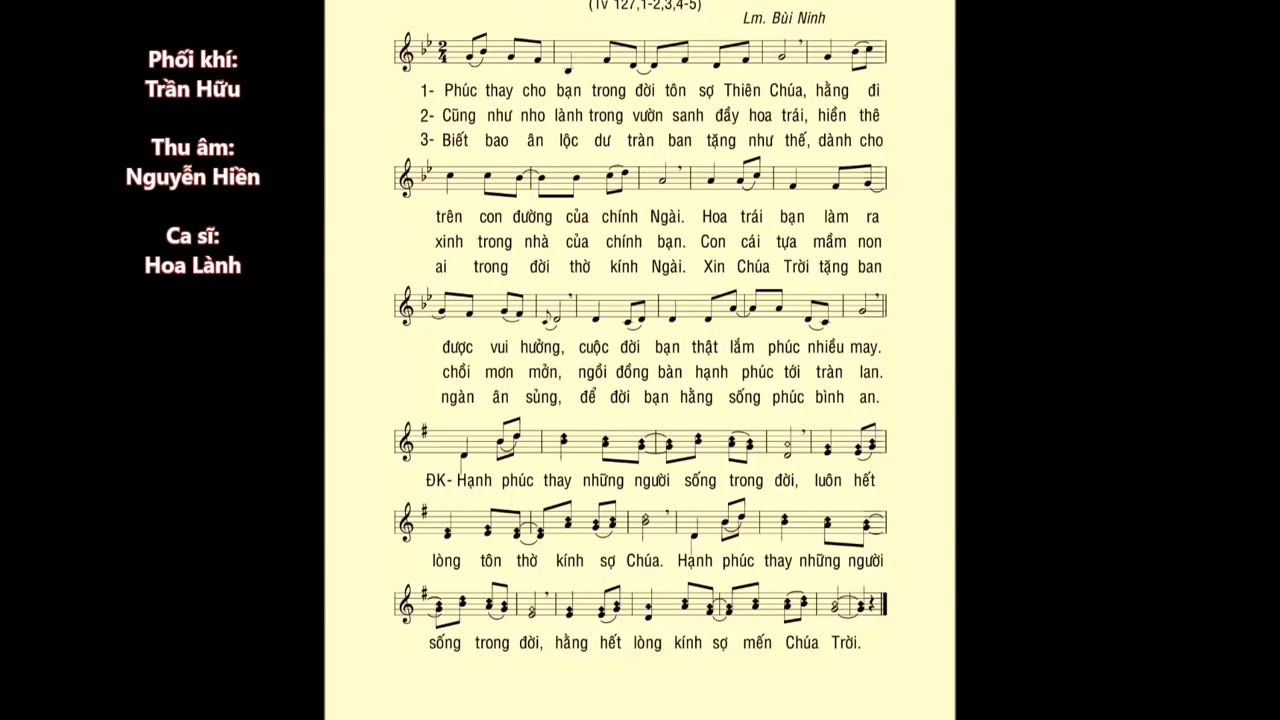 (Tv 127,1-2,3,4-5)
Lm. Bùi Ninh
Phối khí:
Trần Hữu
Thu âm:
Nguyễn Hiền
Ca sĩ:
Hoa Lành
2
4
1- Phúc thay cho bạn trong đời tôn sợ Thiên Chúa, hằng đi
2- Cũng như nho lành trong vườn sanh đầy hoa trái, hiền thê
3- Biết bao ân lộc dư tràn ban tặng như thế, dành cho
trên con đường của chính Ngài. Hoa trái bạn làm ra
xinh trong nhà của chính bạn. Con cái tựa mầm non
ai trong đời thờ kính Ngài. Xin Chúa Trời tặng ban
được vui hưởng, cuộc đời bạn thật lắm phúc nhiều may.
chồi mơn mởn, ngồi đồng bàn hạnh phúc tới tràn lan.
ngàn ân sủng, để đời bạn hằng sống phúc bình an.
ĐK- Hạnh phúc thay những người sống trong đời, luôn hết
lòng tôn thờ kính sợ Chúa. Hạnh phúc thay những người
sống trong đời, hằng hết lòng kính sợ mến Chúa Trời.